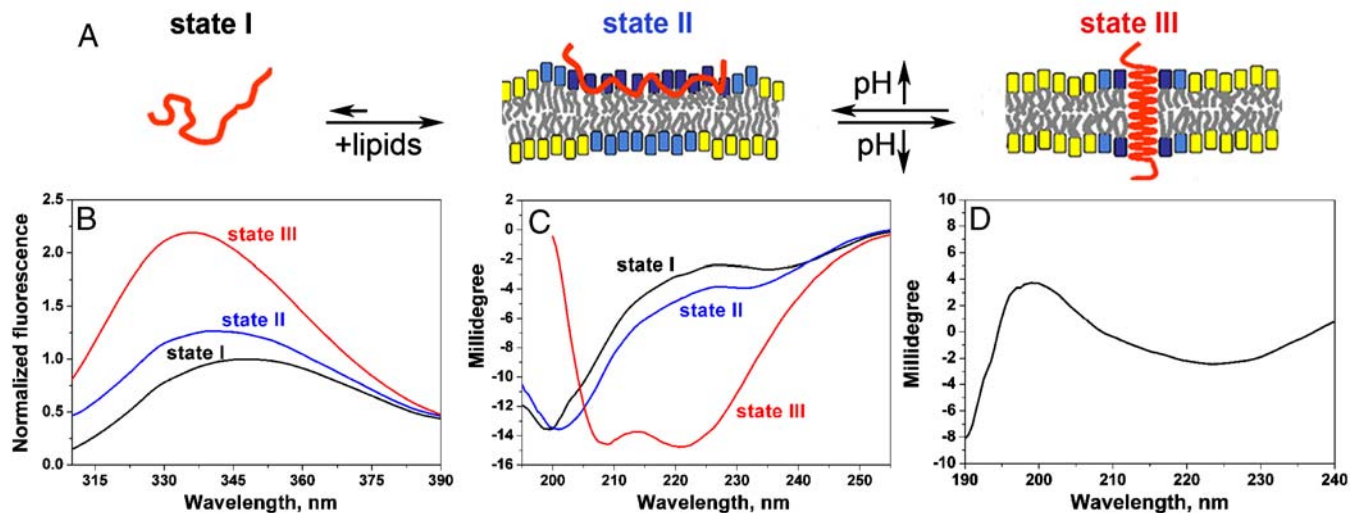 A
state I
state II
state III
+lipids
pH
pH
B
Normalized fluorescence
2.5
2.0
1.5
1.0
0.5
0.0
state III
state II
state I
315 330 345 360 375 390
Wavelength, nm
C
Millidegree
2
0
-2
-4
-6
-8
-10
-12
-14
-16
state I
state II
state III
200 210 220 230 240 250
Wavelength, nm
D
Millidegree
10
8
6
4
2
0
-2
-4
-6
-8
-10
190 200 210 220 230 240
Wavelength, nm